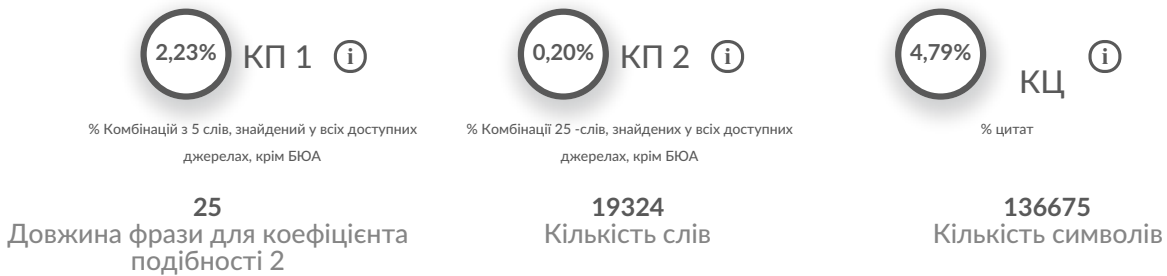 2,23% КП 1 i
0,20% КП 2 i
4,79% КЦ i
% Комбінацій з 5 слів, знайдений у всіх доступних
джерелах, крім БЮА
% Комбінації 25 -слів, знайдених у всіх доступних
джерелах, крім БЮА
% цитат
25
Довжина фрази для коефіцієнта
подібності 2
19324
Кількість слів
136675
Кількість символів